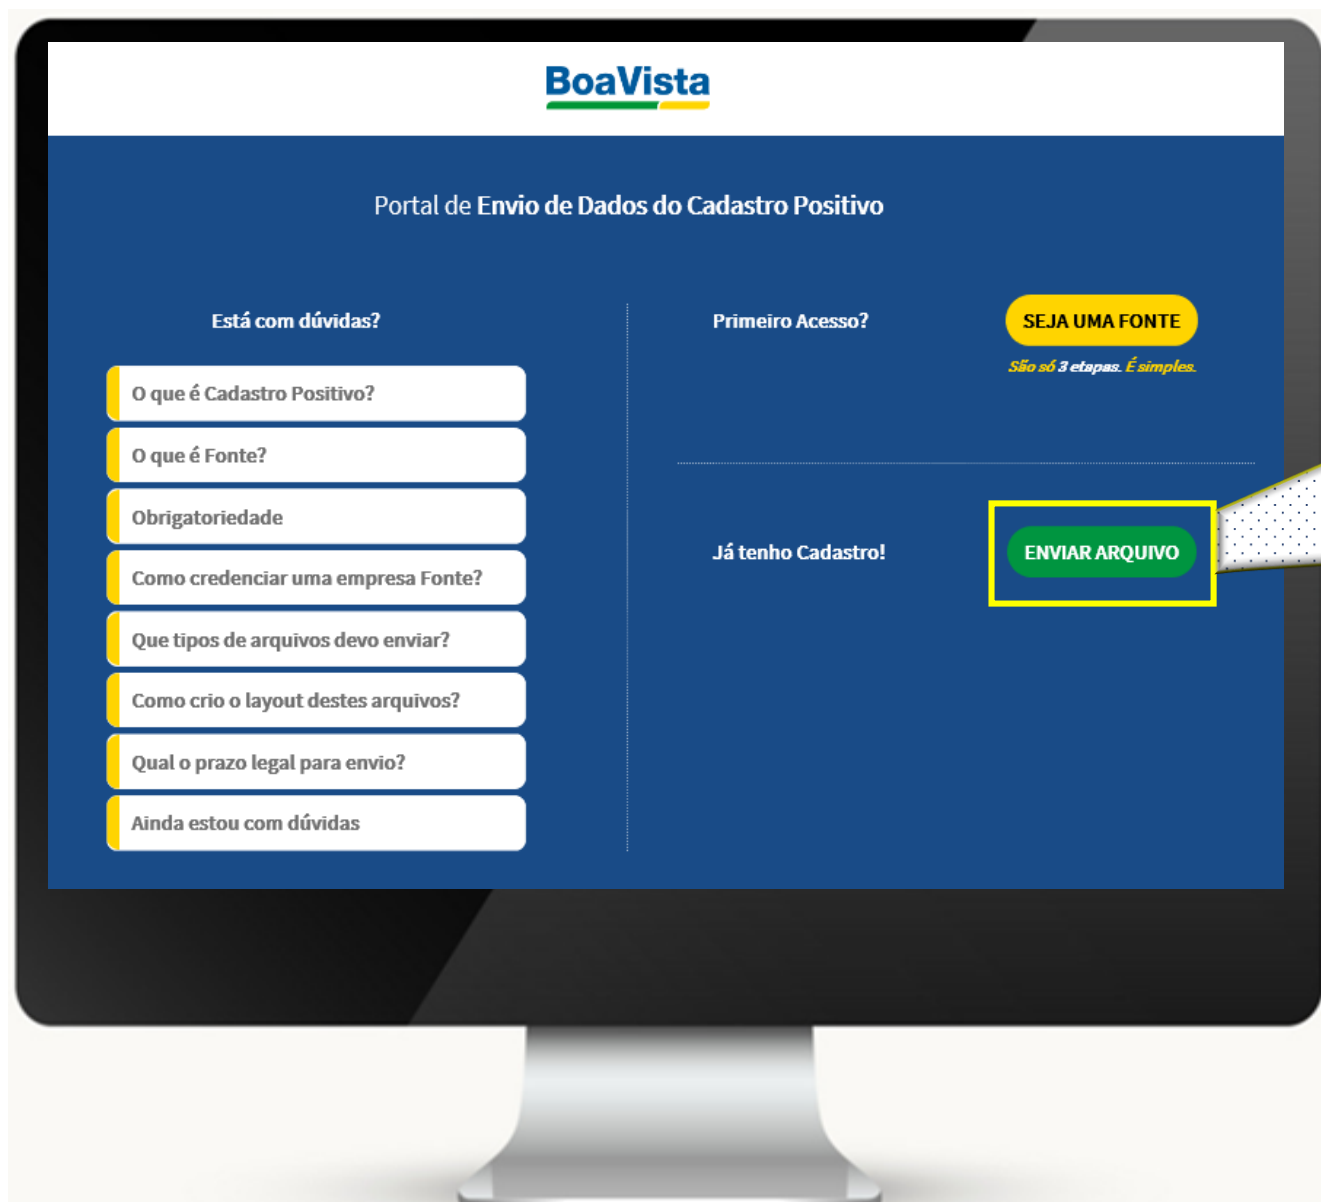 BoaVista
Portal de Envio de Dados do Cadastro Positivo
Está com dúvidas?
O que é Cadastro Positivo?
O que é Fonte?
Obrigatoriedade
Como credenciar uma empresa Fonte?
Que tipos de arquivos devo enviar?
Como crio o layout destes arquivos?
Qual o prazo legal para envio?
Ainda estou com dúvidas
Primeiro Acesso?
SEJA UMA FONTE
São só 3 etapas. É simples.
Já tenho Cadastro!
ENVIAR ARQUIVO